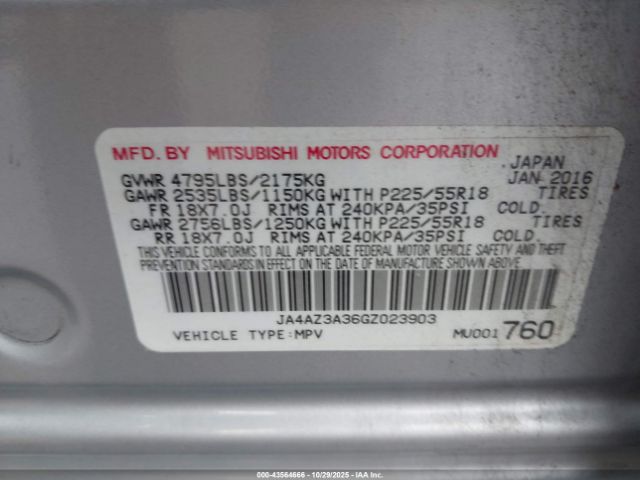 MFD. BY MITSUBISHI MOTORS CORPORATION JAPAN
GVWR 4795LBS/2175KG JAN 2016
GAWR 2535LBS/1150KG WITH P225/55R18 TIRES
FR 18X7.0J RIMS AT 240KPA/35PSI COLD.
GAWR 2756LBS/1250KG WITH P225/55R18 TIRES
RR 18X7.0J RIMS AT 240KPA/35PSI COLD.
THIS VEHICLE CONFORMS TO ALL APPLICABLE FEDERAL MOTOR VEHICLE SAFETY AND THEFT
PREVENTION STANDARDS IN EFFECT ON THE DATE OF MANUFACTURE SHOWN ABOVE.
JA4AZ3A36GZ023903
VEHICLE TYPE:MPV MU001 760
000-43564666 10/29/2025 IAA Inc.